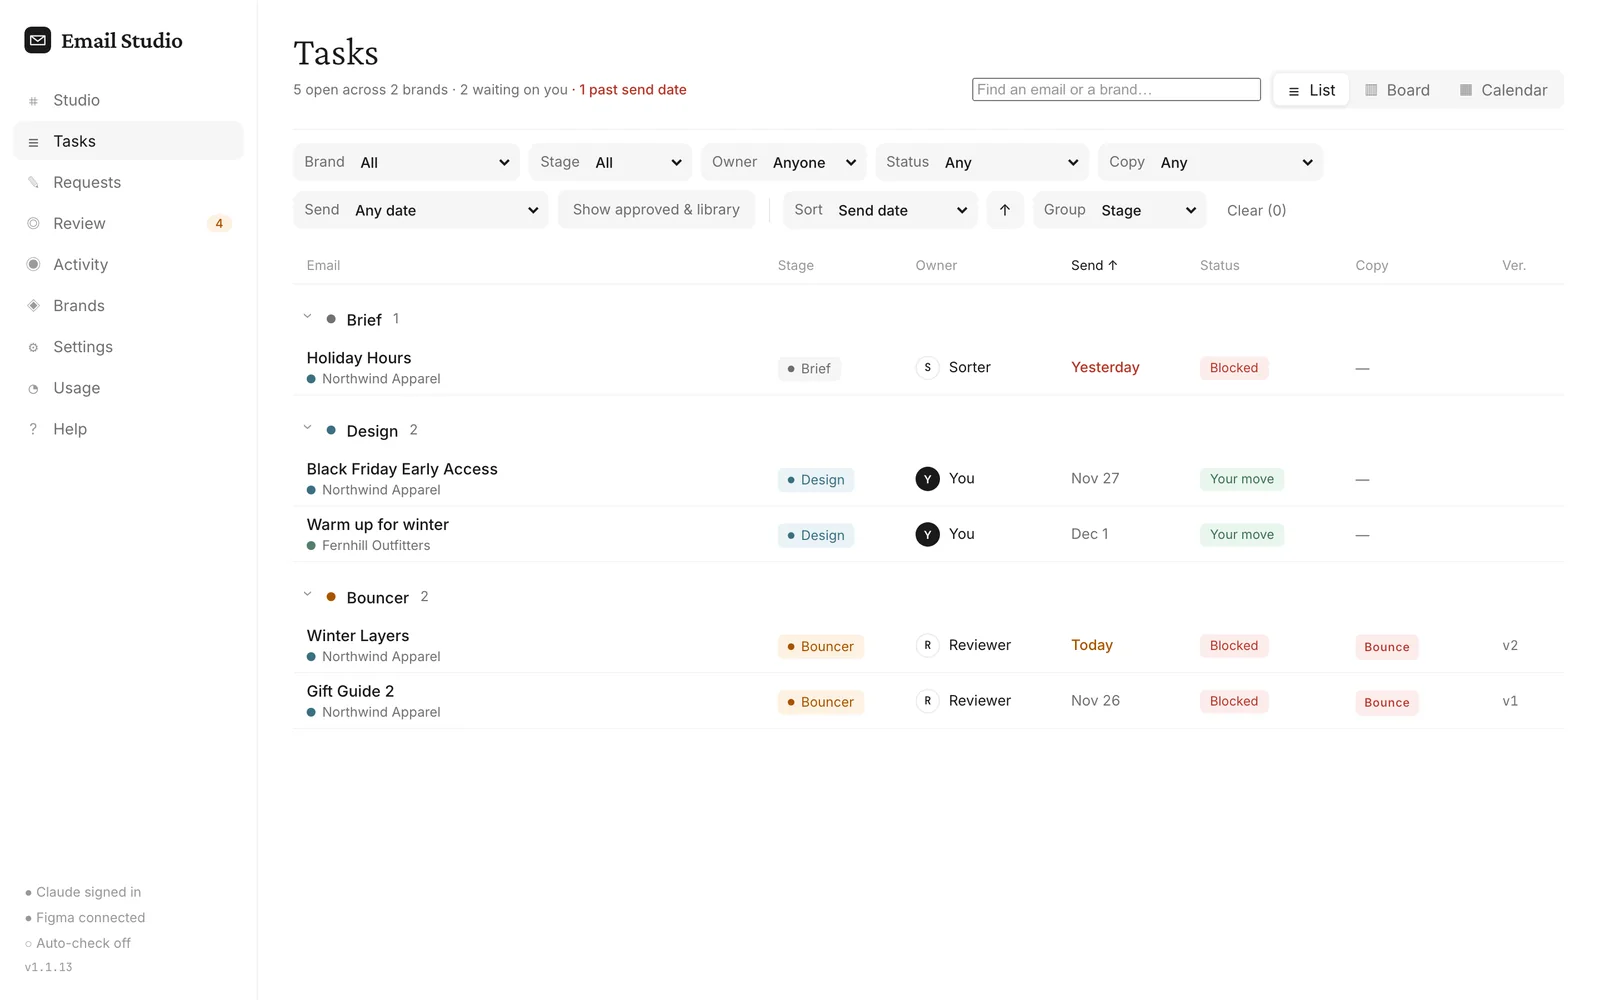 Email Studio
Studio
Tasks
Requests
Review 4
Activity
Brands
Settings
Usage
? Help
Claude signed in
Figma connected
Auto-check off
v1.1.13
Tasks
5 open across 2 brands · 2 waiting on you · 1 past send date
Find an email or a brand…
List Board Calendar
Brand All Stage All Owner Anyone Status Any Copy Any
Send Any date Show approved & library Sort Send date ↑ Group Stage Clear (0)
Email Stage Owner Send ↑ Status Copy Ver.
Brief 1
Holiday Hours
Northwind Apparel
Brief S Sorter Yesterday Blocked —
Design 2
Black Friday Early Access
Northwind Apparel
Design Y You Nov 27 Your move —
Warm up for winter
Fernhill Outfitters
Design Y You Dec 1 Your move —
Bouncer 2
Winter Layers
Northwind Apparel
Bouncer R Reviewer Today Blocked Bounce v2
Gift Guide 2
Northwind Apparel
Bouncer R Reviewer Nov 26 Blocked Bounce v1